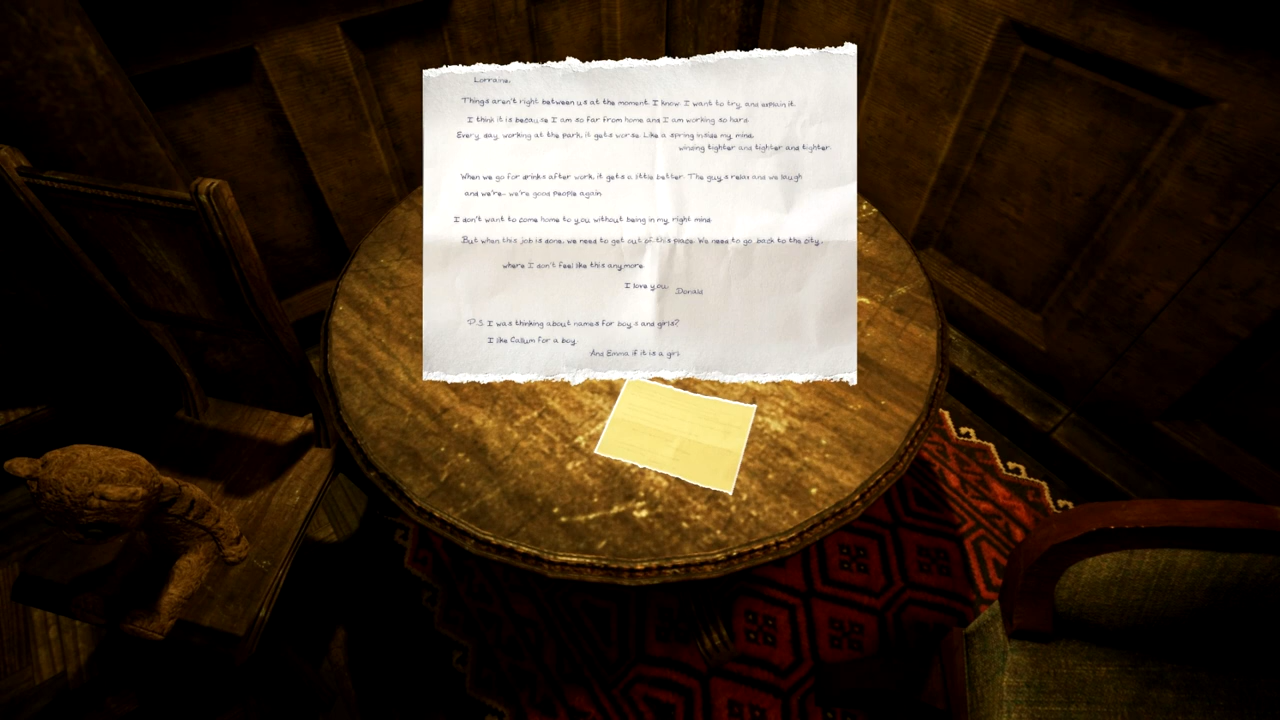 Lorraine,
Things aren't right between us at the moment. I know. I want to try, and explain it.
I think it is because I am so far from home and I am working so hard.
Every day, working at the park, it gets worse. Like a spring inside my mind,
winding tighter and tighter and tighter.
When we go for drinks after work, it gets a little better. The guys relax and we laugh
and we're- we're good people again.
I don't want to come home to you without being in my right mind.
But when this job is done, we need to get out of this place. We need to go back to the city,
where I don't feel like this anymore.
I love you,
Donald
P.S. I was thinking about names for boys and girls?
I like Callum for a boy.
And Emma if it is a girl.